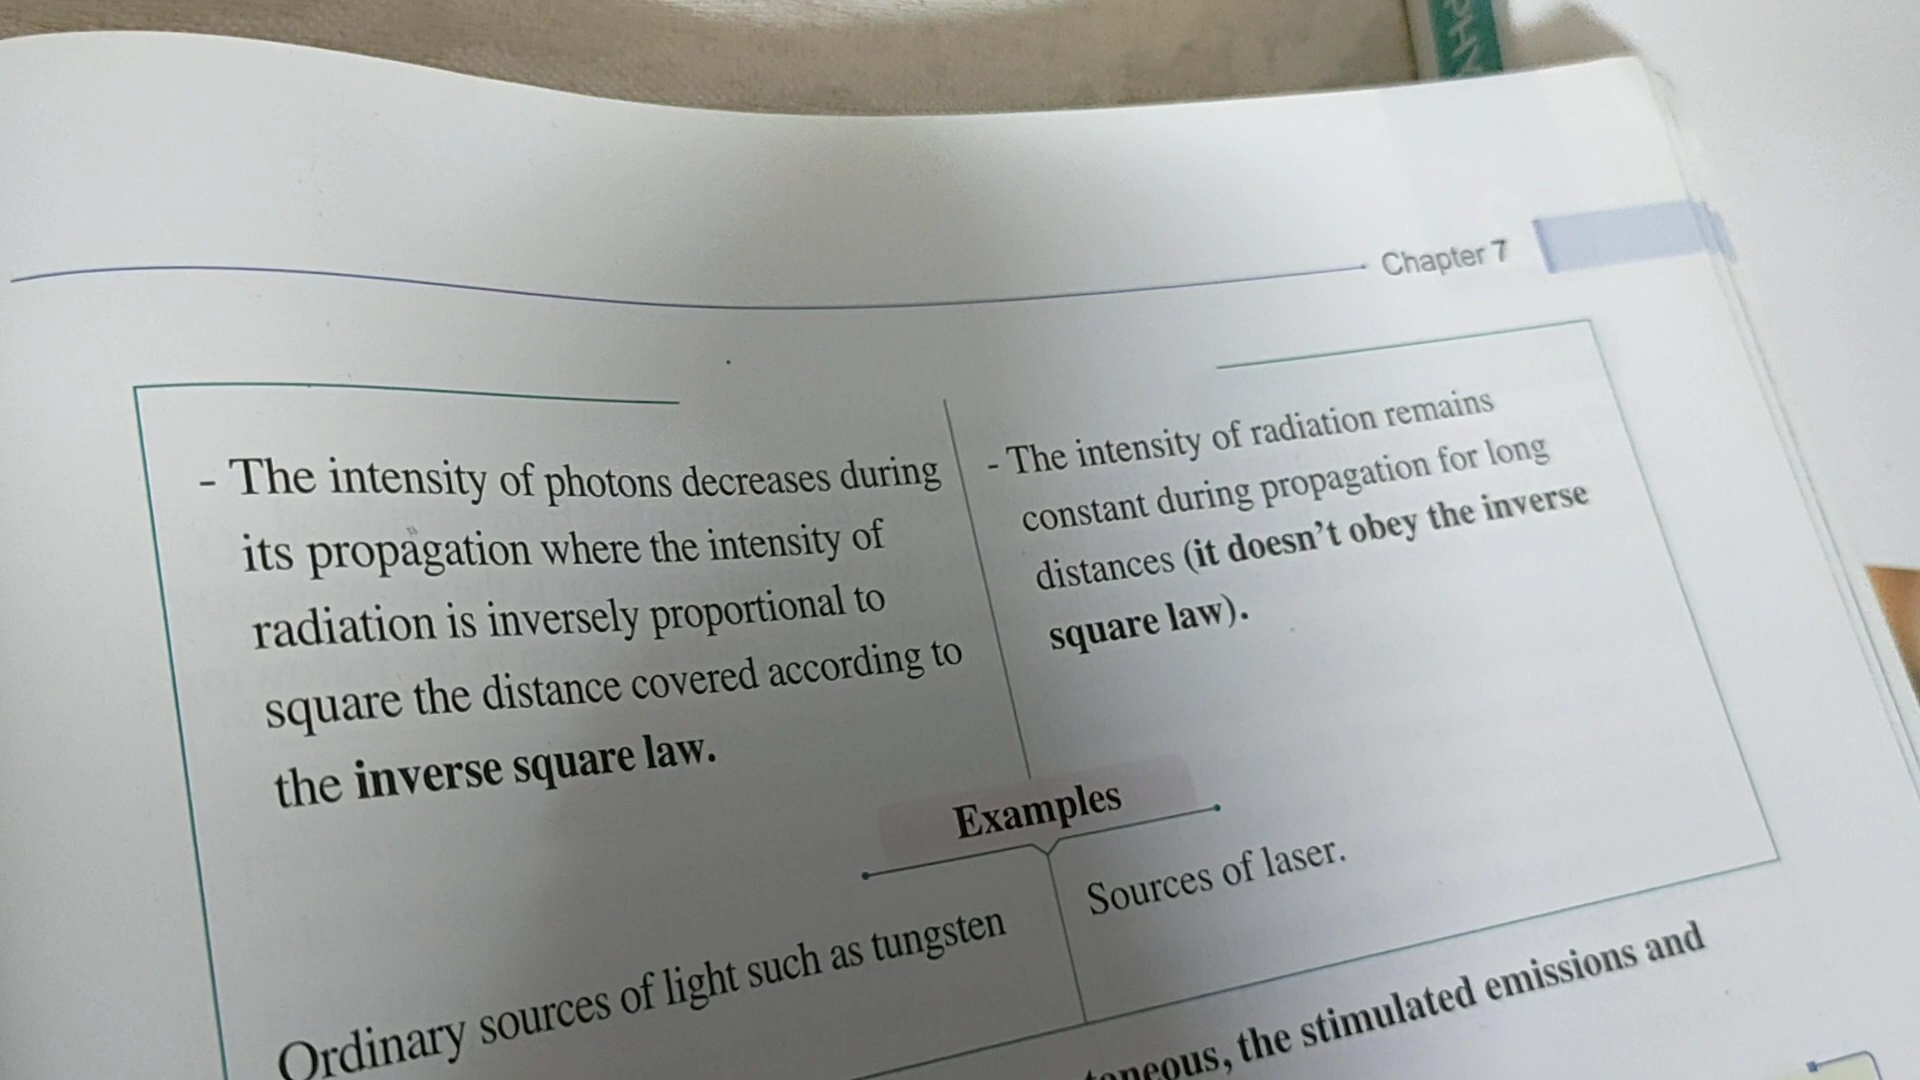 Chapter 7
- The intensity of photons decreases during
its propagation where the intensity of
radiation is inversely proportional to
square the distance covered according to
the inverse square law.
- The intensity of radiation remains
constant during propagation for long
distances (it doesn't obey the inverse
square law).
Examples
Ordinary sources of light such as tungsten
Sources of laser.
the stimulated emissions and